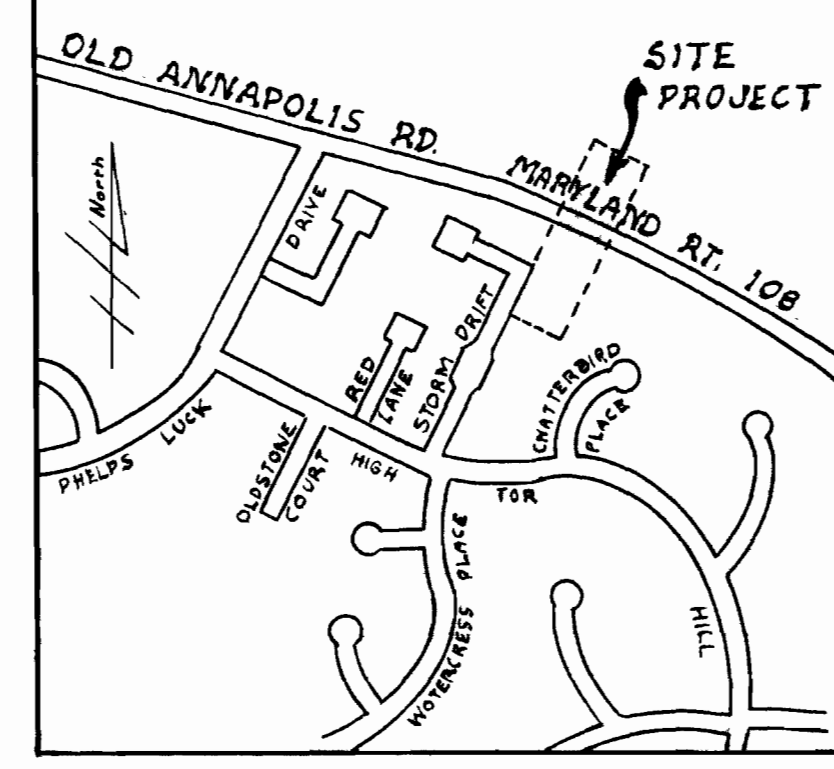 SITE
PROJECT
OLD ANNAPOLIS RD.
MARYLAND RT. 108
North
DRIVE
STORM DRIFT
RED
LANE
CHATTERBIRD
PLACE
PHELPS LUCK
OLDSTONE
COURT
HIGH
TOR
HILL
WOTERCRESS PLACE